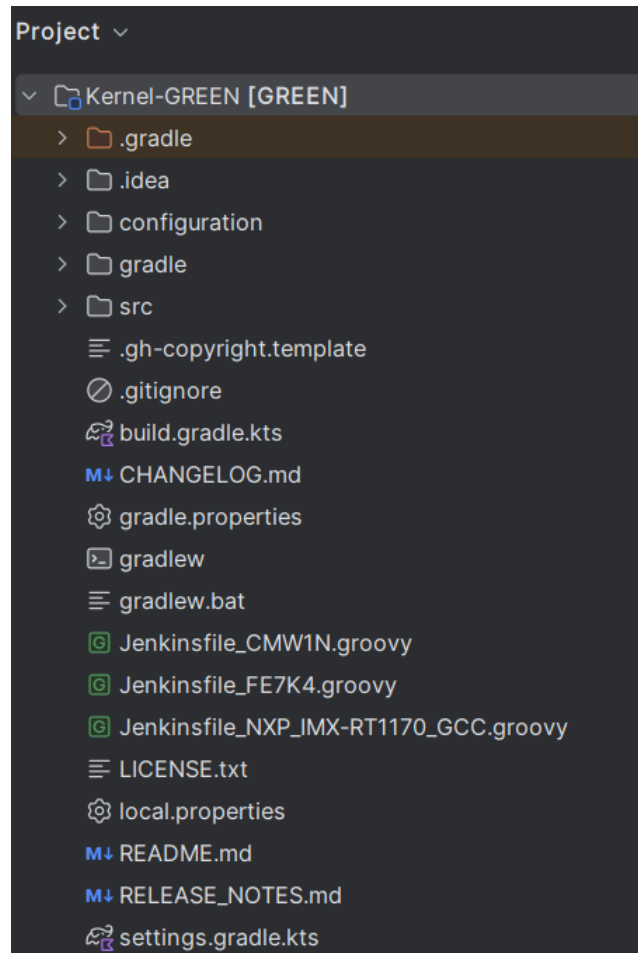 Project
Kernel-GREEN [GREEN]
.gradle
.idea
configuration
gradle
src
.gh-copyright.template
.gitignore
build.gradle.kts
M↓ CHANGELOG.md
gradle.properties
gradlew
gradlew.bat
G Jenkinsfile_CMW1N.groovy
G Jenkinsfile_FE7K4.groovy
G Jenkinsfile_NXP_IMX-RT1170_GCC.groovy
LICENSE.txt
local.properties
M↓ README.md
M↓ RELEASE_NOTES.md
settings.gradle.kts